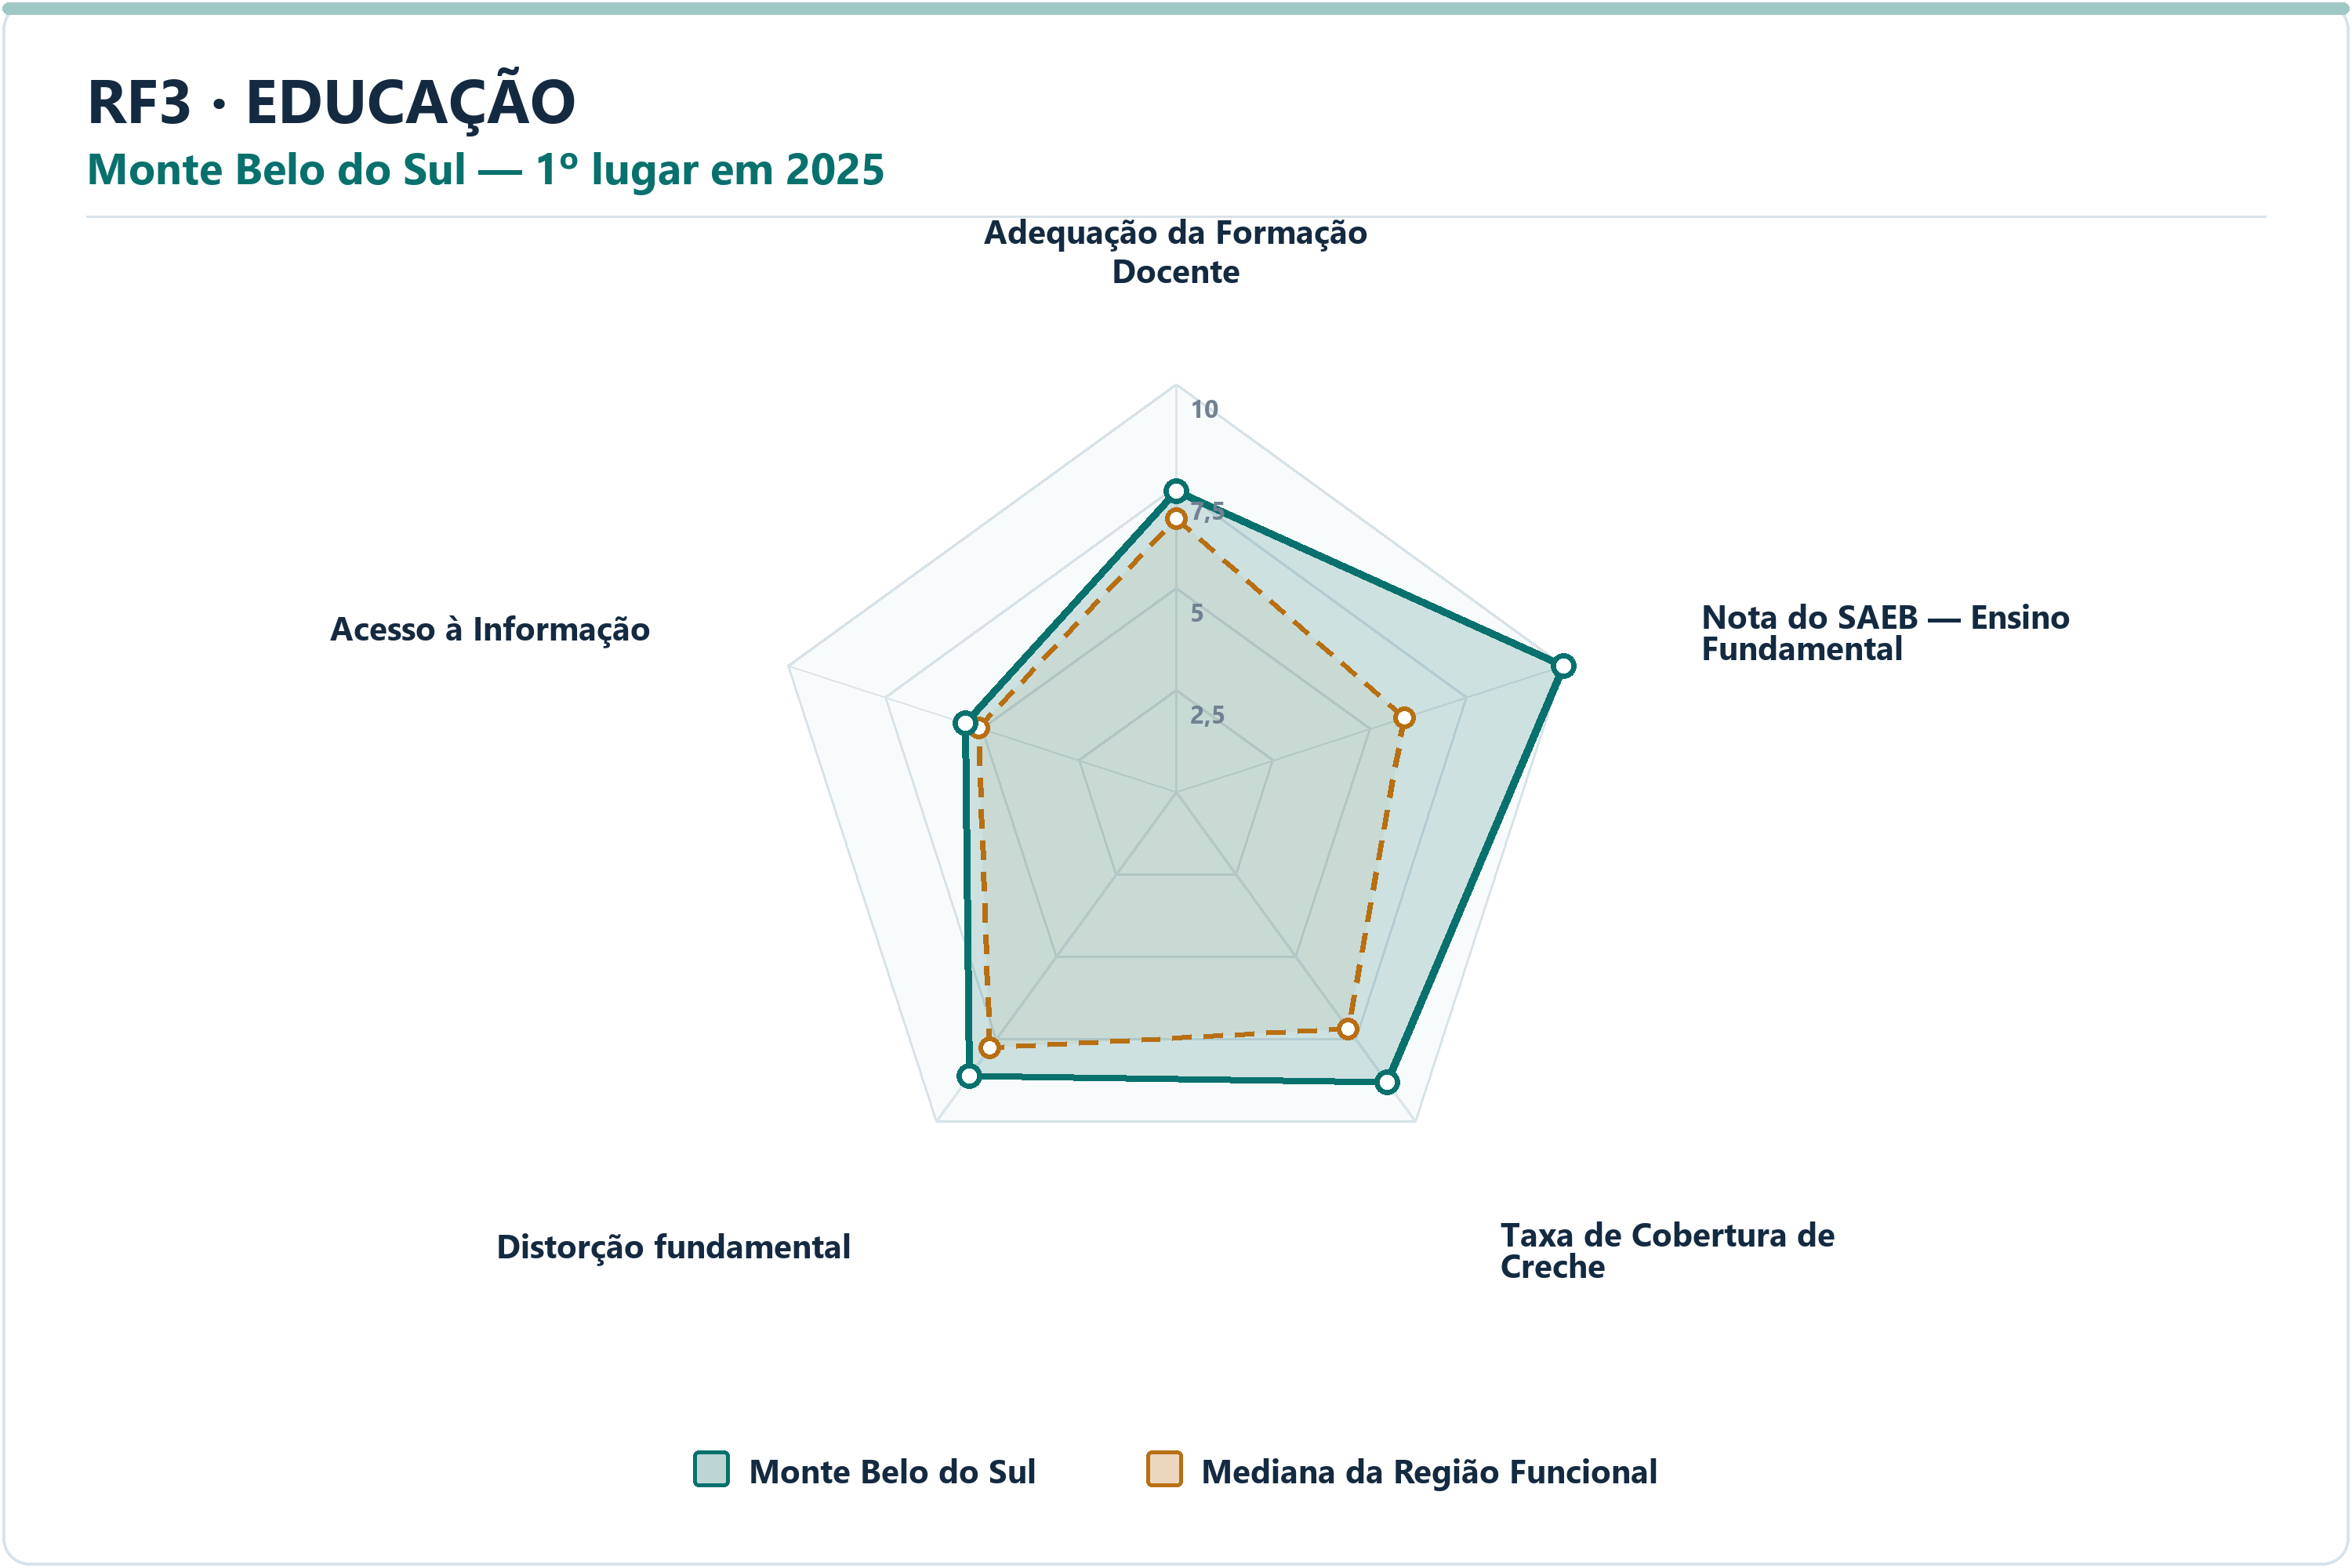 RF3 · EDUCAÇÃO
Monte Belo do Sul — 1º lugar em 2025
Adequação da Formação
Docente
10
7,5
5
2,5
Nota do SAEB — Ensino
Fundamental
Acesso à Informação
Taxa de Cobertura de
Creche
Distorção fundamental
Monte Belo do Sul
Mediana da Região Funcional